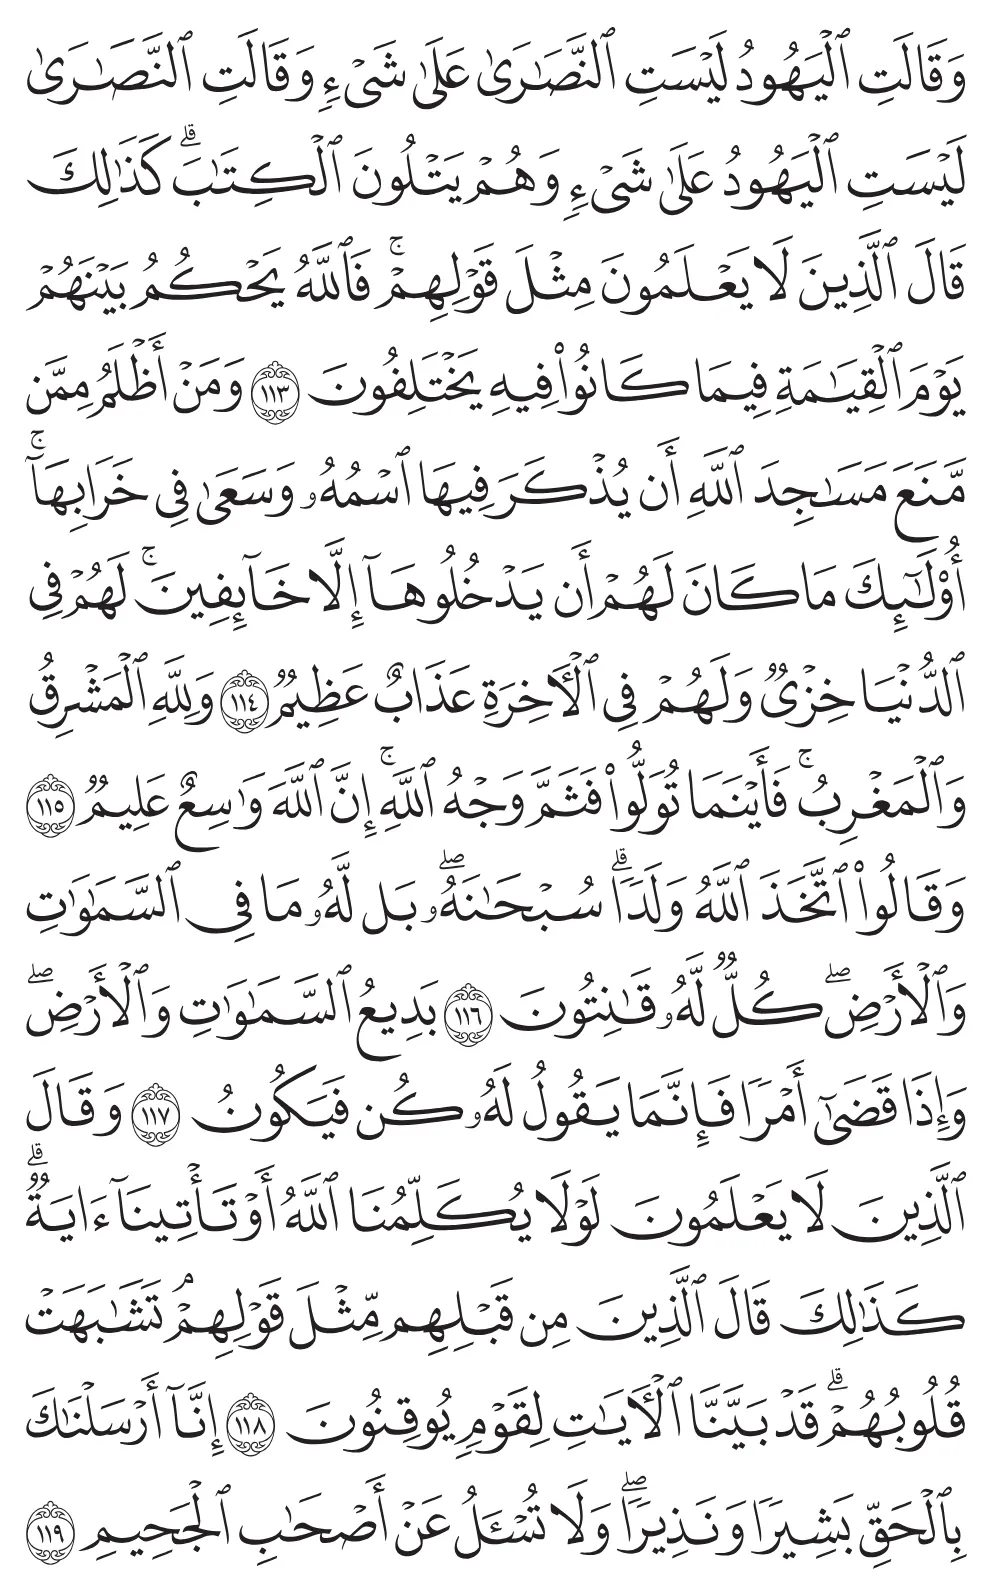 وَقَالَتِ ٱلْيَهُودُ لَيْسَتِ ٱلنَّصَـٰرَىٰ عَلَىٰ شَىْءٍ وَقَالَتِ ٱلنَّصَـٰرَىٰ
لَيْسَتِ ٱلْيَهُودُ عَلَىٰ شَىْءٍ وَهُمْ يَتْلُونَ ٱلْكِتَـٰبَ ۗ كَذَٰلِكَ
قَالَ ٱلَّذِينَ لَا يَعْلَمُونَ مِثْلَ قَوْلِهِمْ ۚ فَٱللَّهُ يَحْكُمُ بَيْنَهُمْ
يَوْمَ ٱلْقِيَـٰمَةِ فِيمَا كَانُوا۟ فِيهِ يَخْتَلِفُونَ ١١٣ وَمَنْ أَظْلَمُ مِمَّن
مَّنَعَ مَسَـٰجِدَ ٱللَّهِ أَن يُذْكَرَ فِيهَا ٱسْمُهُۥ وَسَعَىٰ فِى خَرَابِهَآ ۚ
أُو۟لَـٰٓئِكَ مَا كَانَ لَهُمْ أَن يَدْخُلُوهَآ إِلَّا خَآئِفِينَ ۚ لَهُمْ فِى
ٱلدُّنْيَا خِزْىٌ وَلَهُمْ فِى ٱلْـَٔاخِرَةِ عَذَابٌ عَظِيمٌ ١١٤ وَلِلَّهِ ٱلْمَشْرِقُ
وَٱلْمَغْرِبُ ۚ فَأَيْنَمَا تُوَلُّوا۟ فَثَمَّ وَجْهُ ٱللَّهِ ۚ إِنَّ ٱللَّهَ وَٰسِعٌ عَلِيمٌ ١١٥
وَقَالُوا۟ ٱتَّخَذَ ٱللَّهُ وَلَدًا ۗ سُبْحَـٰنَهُۥ ۖ بَل لَّهُۥ مَا فِى ٱلسَّمَـٰوَٰتِ
وَٱلْأَرْضِ ۖ كُلٌّ لَّهُۥ قَـٰنِتُونَ ١١٦ بَدِيعُ ٱلسَّمَـٰوَٰتِ وَٱلْأَرْضِ ۖ
وَإِذَا قَضَىٰٓ أَمْرًا فَإِنَّمَا يَقُولُ لَهُۥ كُن فَيَكُونُ ١١٧ وَقَالَ
ٱلَّذِينَ لَا يَعْلَمُونَ لَوْلَا يُكَلِّمُنَا ٱللَّهُ أَوْ تَأْتِينَآ ءَايَةٌ ۗ
كَذَٰلِكَ قَالَ ٱلَّذِينَ مِن قَبْلِهِم مِّثْلَ قَوْلِهِمْ ۘ تَشَـٰبَهَتْ
قُلُوبُهُمْ ۗ قَدْ بَيَّنَّا ٱلْـَٔايَـٰتِ لِقَوْمٍ يُوقِنُونَ ١١٨ إِنَّآ أَرْسَلْنَـٰكَ
بِٱلْحَقِّ بَشِيرًا وَنَذِيرًا ۖ وَلَا تُسْـَٔلُ عَنْ أَصْحَـٰبِ ٱلْجَحِيمِ ١١٩